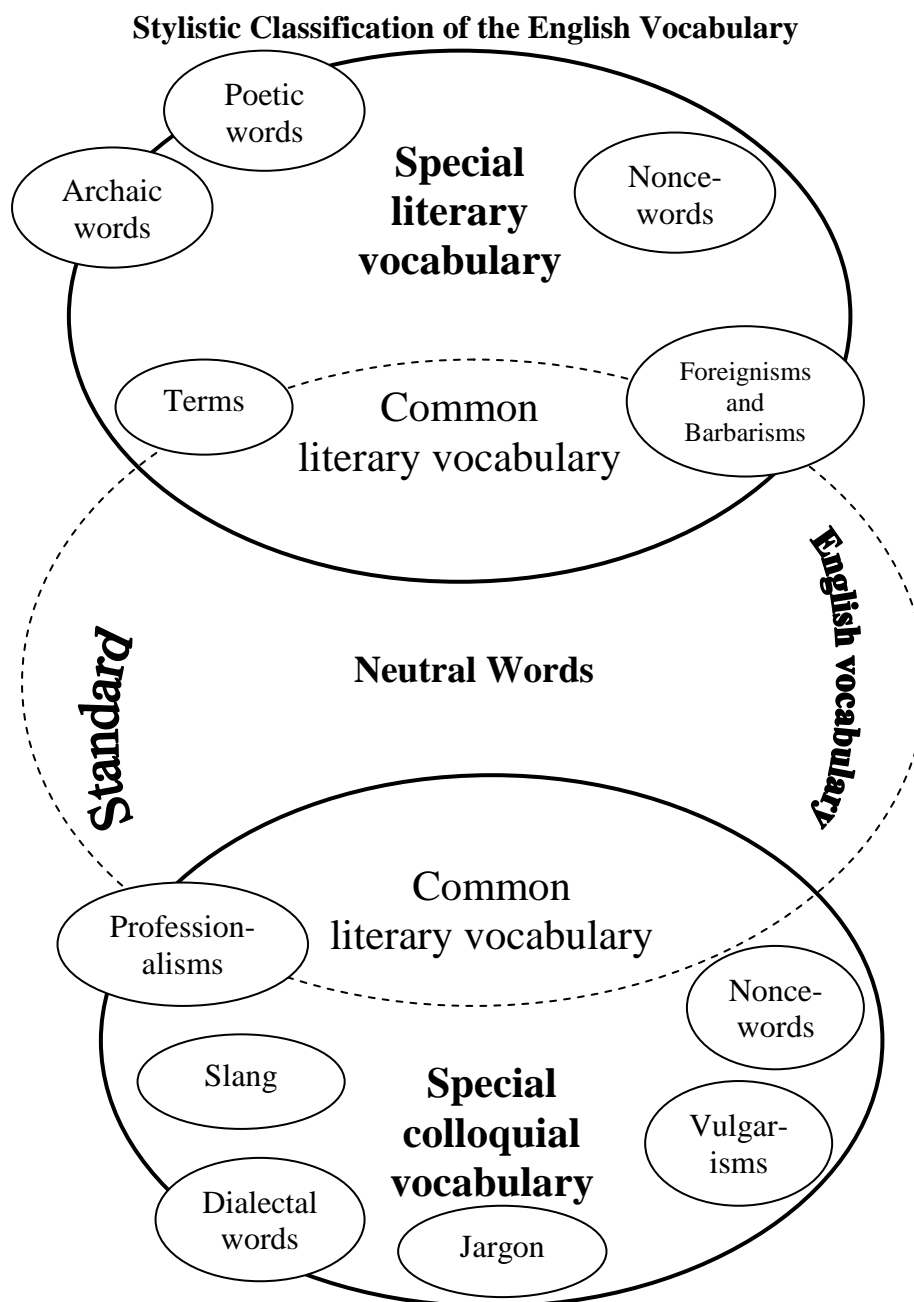 Stylistic Classification of the English Vocabulary
Poetic
words
Archaic
words
Special
literary
vocabulary
Nonce-
words
Terms
Common
literary vocabulary
Foreignisms
and
Barbarisms
Standard
English vocabulary
Neutral Words
Common
literary vocabulary
Profession-
alisms
Nonce-
words
Slang
Special
colloquial
vocabulary
Vulgar-
isms
Dialectal
words
Jargon